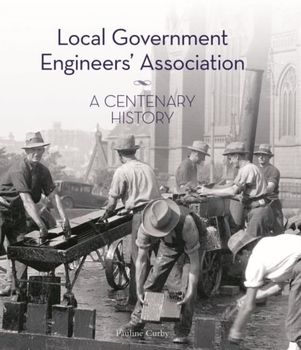 Local Government
Engineers' Association
A CENTENARY
HISTORY
Pauline Curby